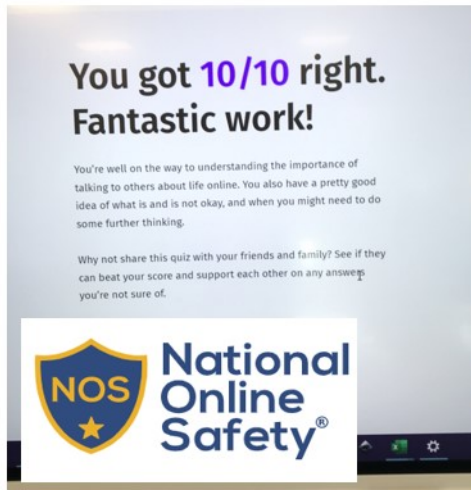 You got 10/10 right.
Fantastic work!
You're well on the way to understanding the importance of
talking to others about life online. You also have a pretty good
idea of what is and is not okay, and when you might need to do
some further thinking.
Why not share this quiz with your friends and family? See if they
can beat your score and support each other on any answers
you're not sure of.
NOS
National
Online
Safety®